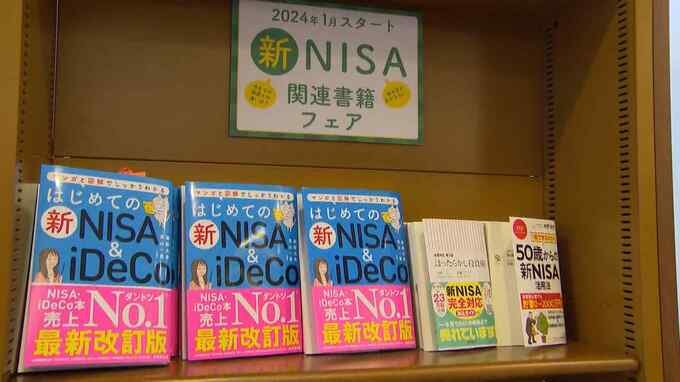 2024年1月スタート
新NISA
関連書籍
フェア
マンガと図解でしっかりわかる
はじめての
新NISA
&
iDeCo
NISA・
iDeCo本
売上
ダントツ
No.1
最新改訂版
マンガと図解でしっかりわかる
はじめての
新NISA
&
iDeCo
NISA・
iDeCo本
売上
ダントツ
No.1
最新改訂版
マンガと図解でしっかりわかる
はじめての
新NISA
&
iDeCo
NISA・
iDeCo本
売上
ダントツ
No.1
最新改訂版
ほったらかし投資術
新NISA
完全対応
売れています
50歳からの
新NISA
活用法